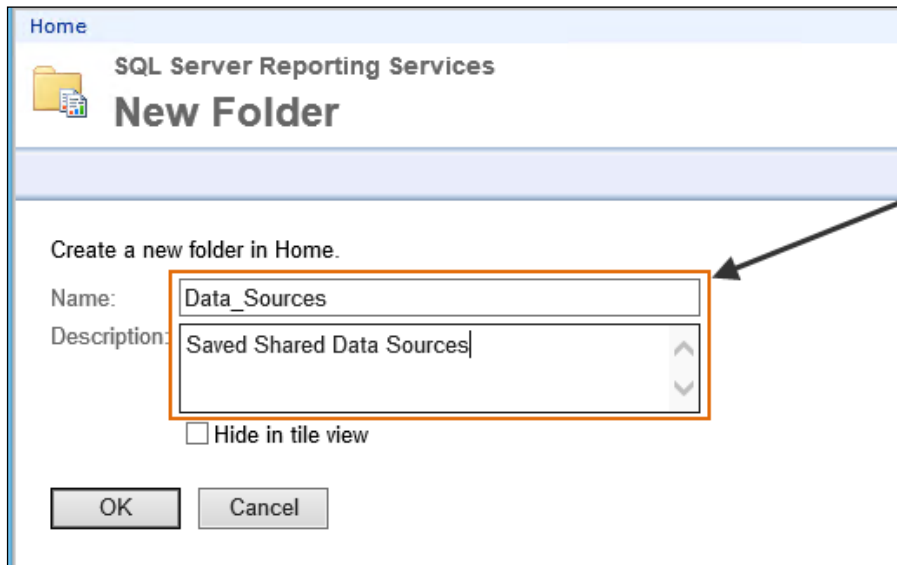 Home
SQL Server Reporting Services
New Folder
Create a new folder in Home.
Name: Data_Sources
Description: Saved Shared Data Sources
Hide in tile view
OK Cancel